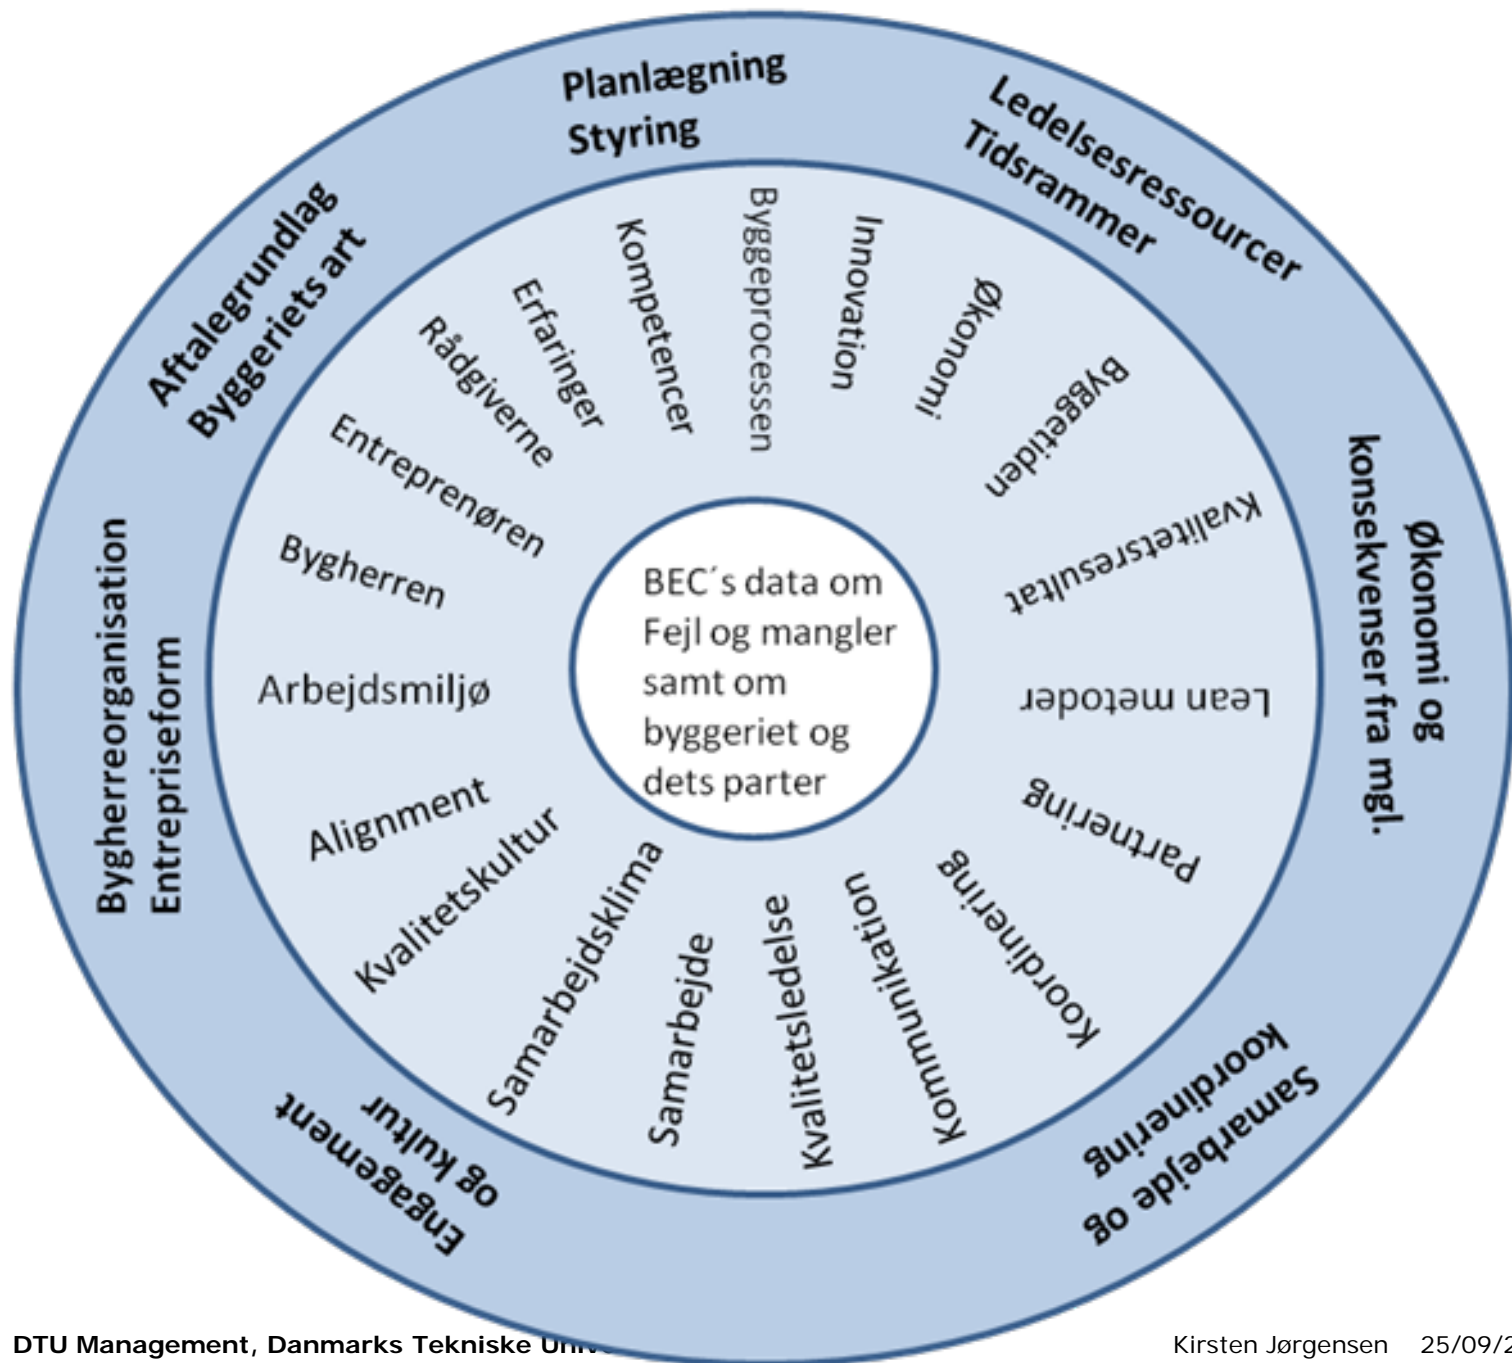 Planlægning
Styring
Ledelsesressourcer
Tidsrammer
Økonomi og
konsekvenser fra mgl.
Samarbejde og
koordinering
Engagement
og kultur
Bygherreorganisation
Entrepriseform
Aftalegrundlag
Byggeriets art
Byggeprocessen
Innovation
Økonomi
Byggetiden
Kvalitetsresultat
Lean metoder
Partnering
Koordinering
Kommunikation
Kvalitetsledelse
Samarbejde
Samarbejdsklima
Kvalitetskultur
Alignment
Arbejdsmiljø
Bygherren
Entreprenøren
Rådgiverne
Erfaringer
Kompetencer
BEC´s data om
Fejl og mangler
samt om
byggeriet og
dets parter
DTU Management, Danmarks Tekniske
Kirsten Jørgensen 25/09/2